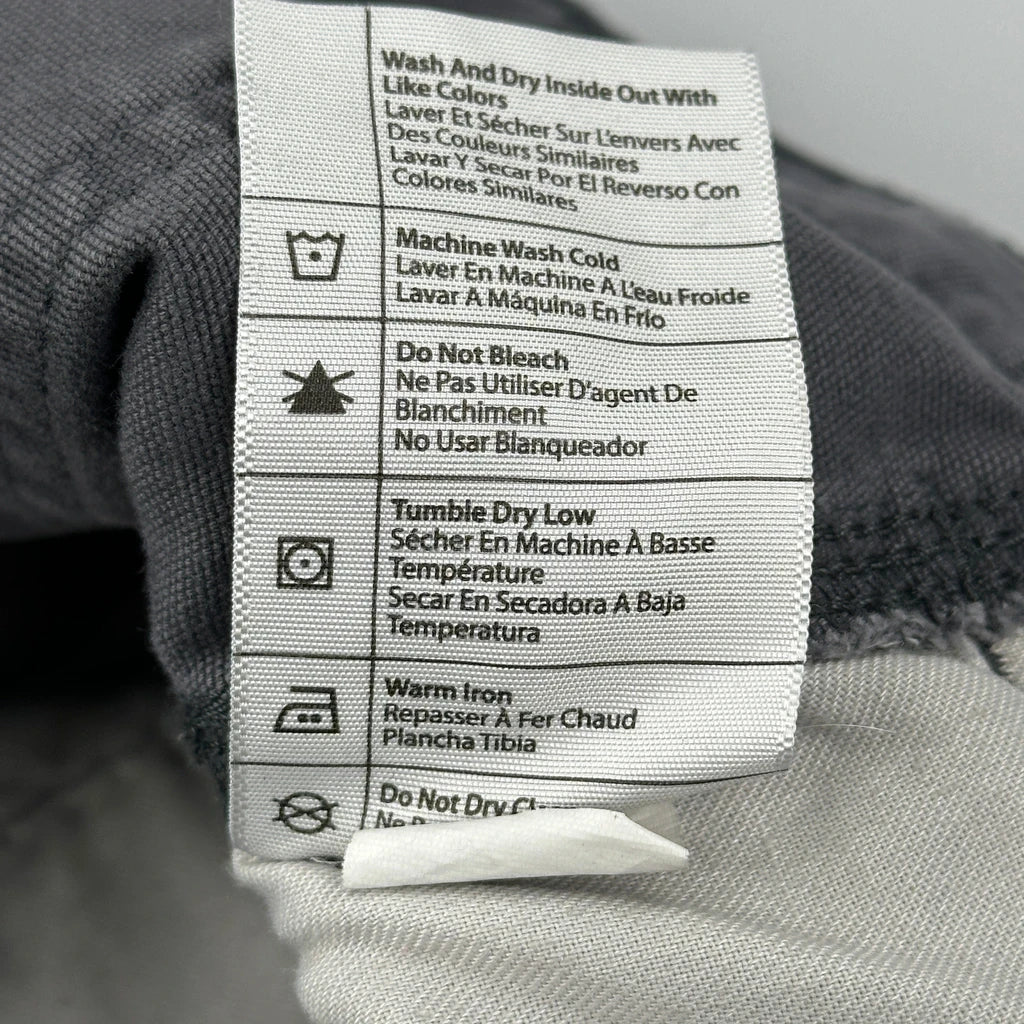 Wash And Dry Inside Out With
Like Colors
Laver Et Sécher Sur L'envers Avec
Des Couleurs Similaires
Lavar Y Secar Por El Reverso Con
Colores Similares
Machine Wash Cold
Laver En Machine À L'eau Froide
Lavar A Máquina En Frío
Do Not Bleach
Ne Pas Utiliser D'agent De
Blanchiment
No Usar Blanqueador
Tumble Dry Low
Sécher En Machine À Basse
Température
Secar En Secadora A Baja
Temperatura
Warm Iron
Repasser À Fer Chaud
Plancha Tibia
Do Not Dry